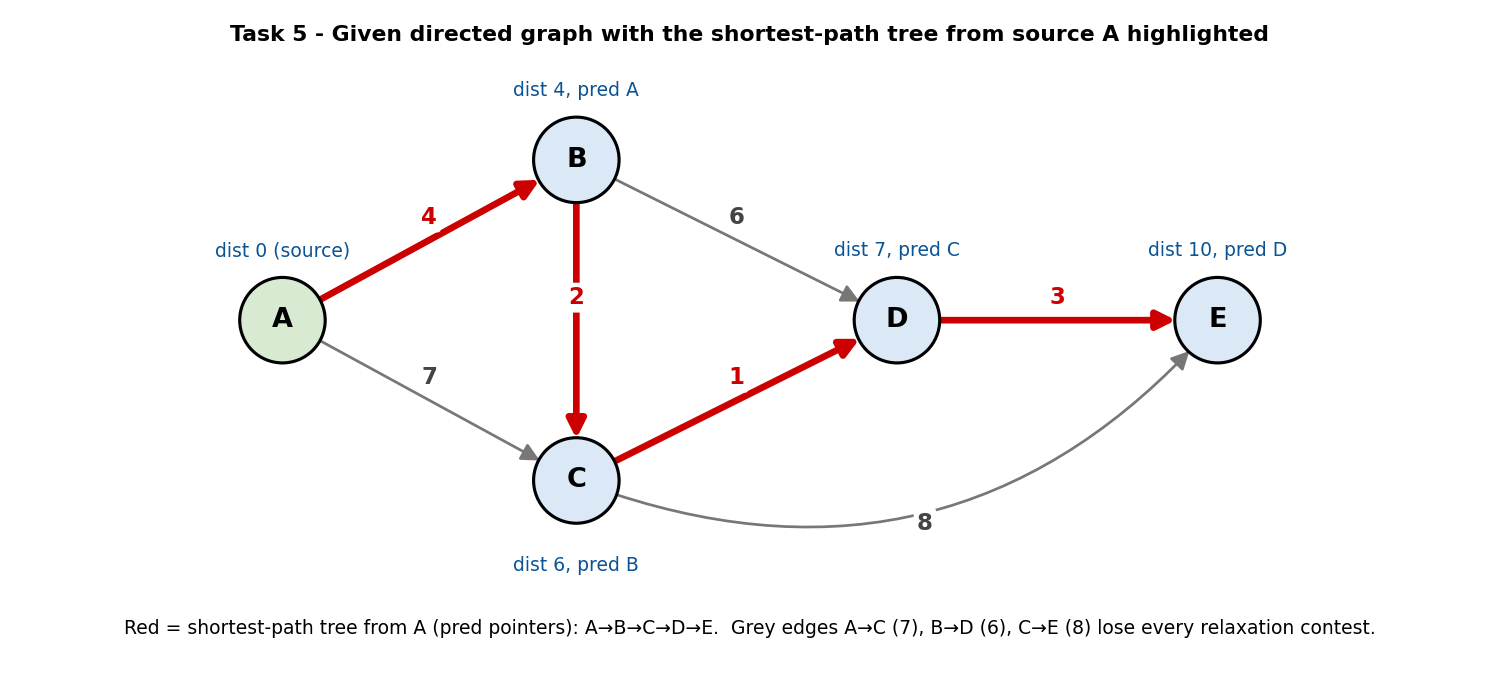 Task 5 - Given directed graph with the shortest-path tree from source A highlighted
dist 4, pred A
B
4
6
dist 0 (source)
dist 7, pred C
dist 10, pred D
2
3
A
D
E
7
1
C
8
dist 6, pred B
Red = shortest-path tree from A (pred pointers): A→B→C→D→E.  Grey edges A→C (7), B→D (6), C→E (8) lose every relaxation contest.